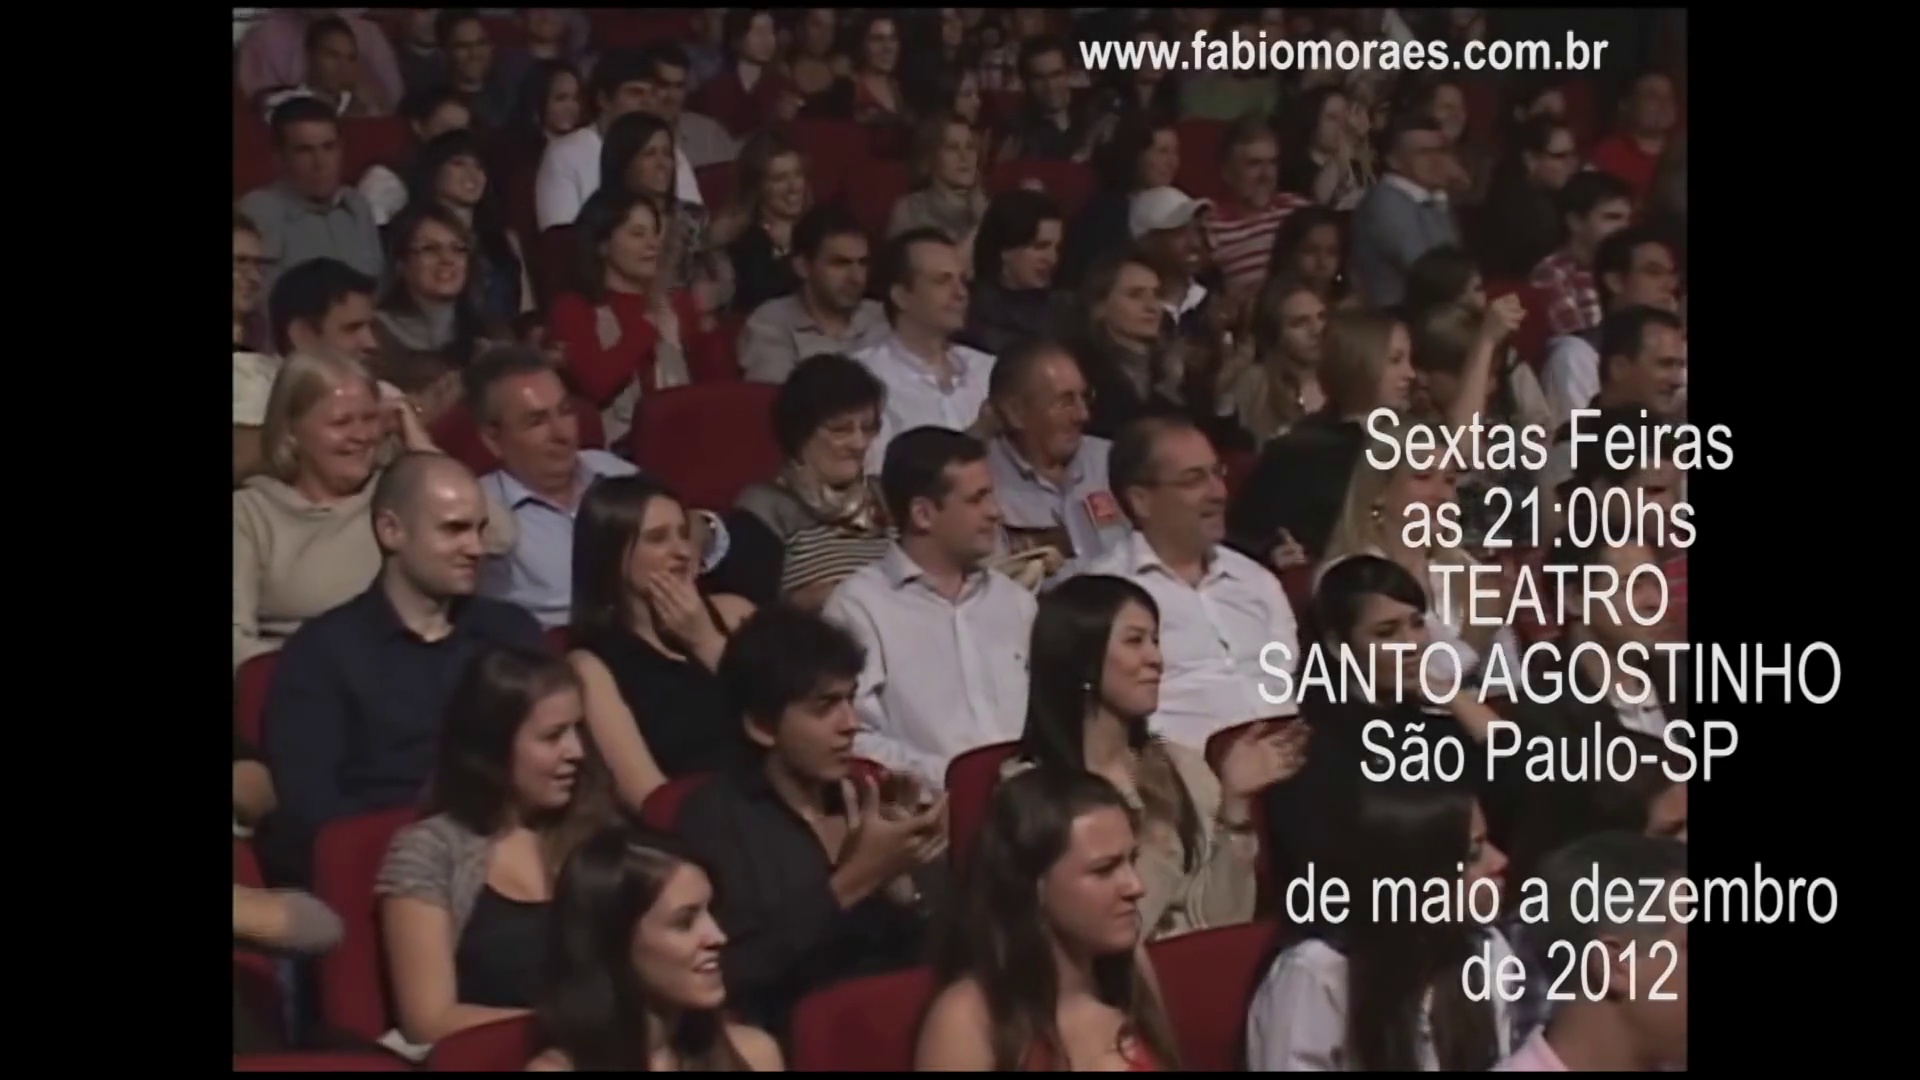 www.fabiomoraes.com.br
Sextas Feiras
as 21:00hs
TEATRO
SANTO AGOSTINHO
São Paulo-SP
de maio a dezembro
de 2012